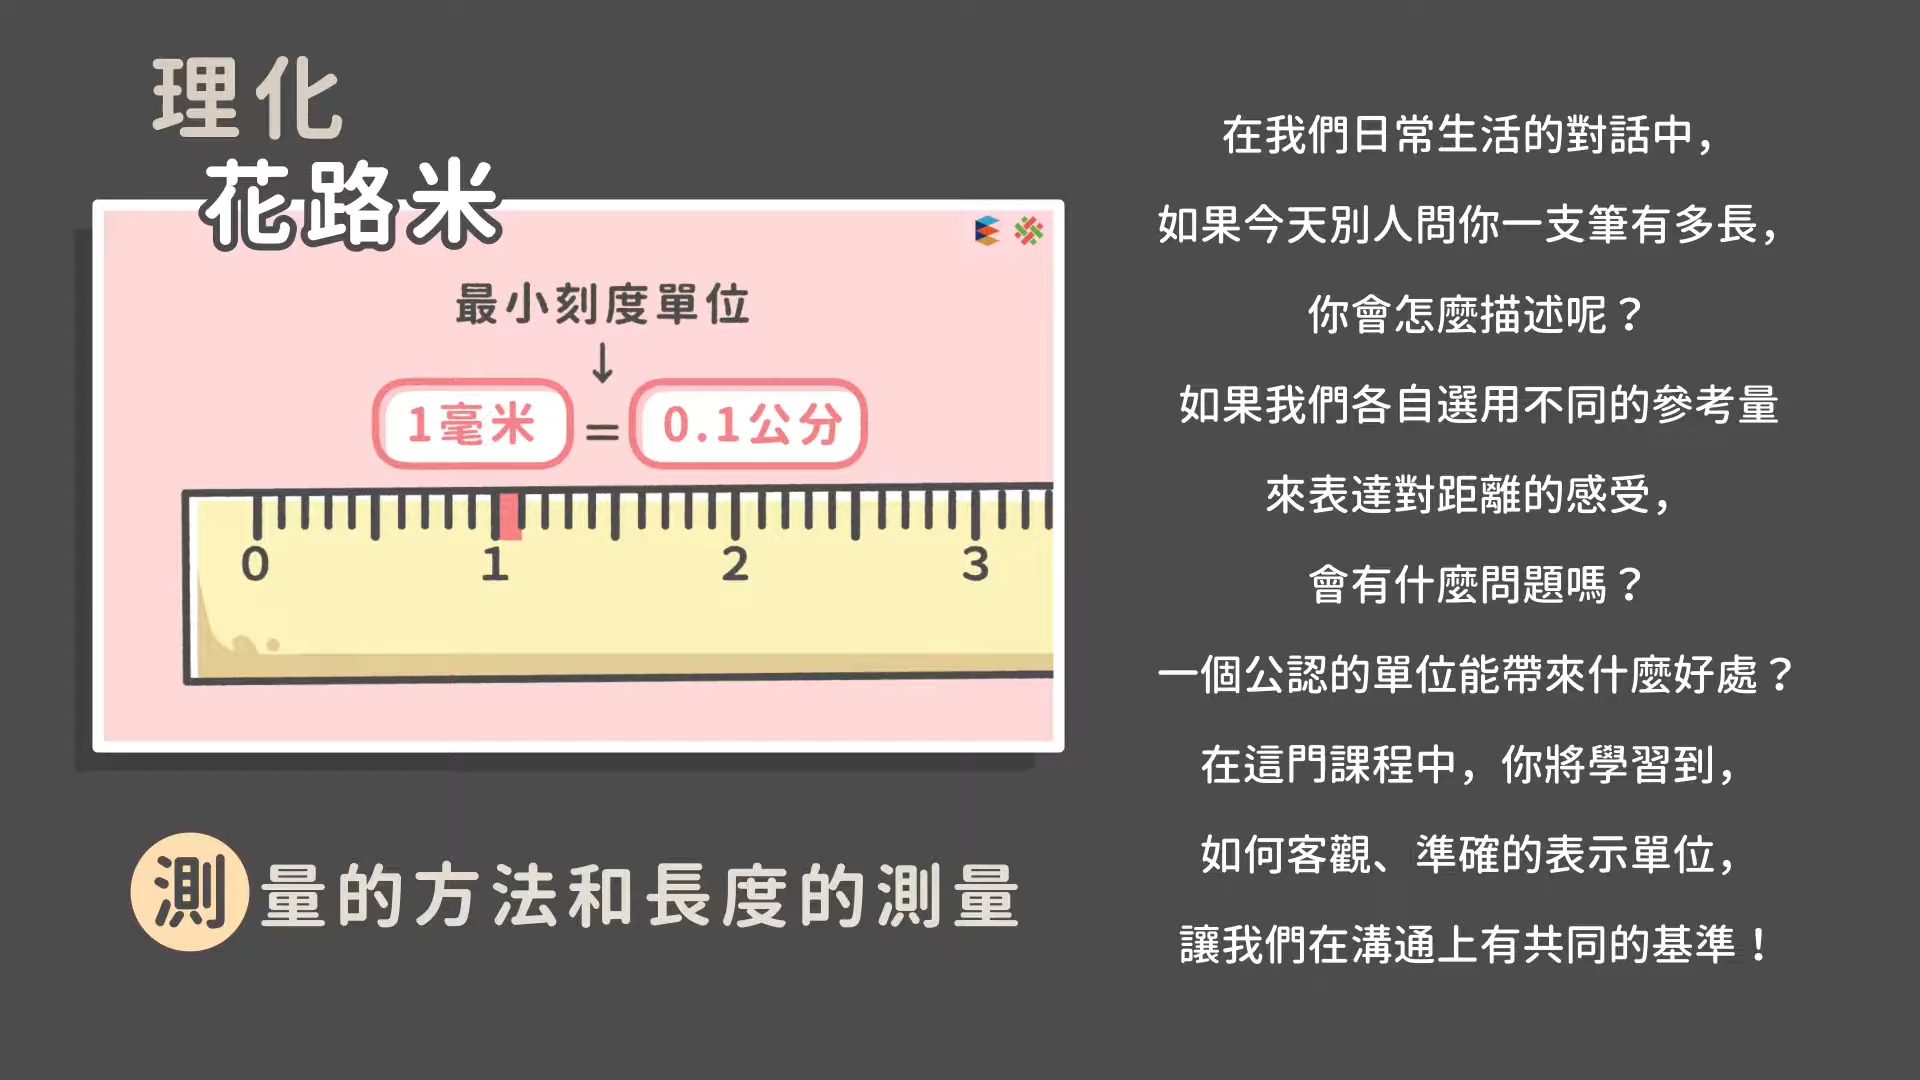 理化
花路米
最小刻度單位
↓
1毫米 = 0.1公分
0 1 2 3
測量的方法和長度的測量
在我們日常生活的對話中，
如果今天別人問你一支筆有多長，
你會怎麼描述呢？
如果我們各自選用不同的參考量
來表達對距離的感受，
會有什麼問題嗎？
一個公認的單位能帶來什麼好處？
在這門課程中，你將學習到，
如何客觀、準確的表示單位，
讓我們在溝通上有共同的基準！